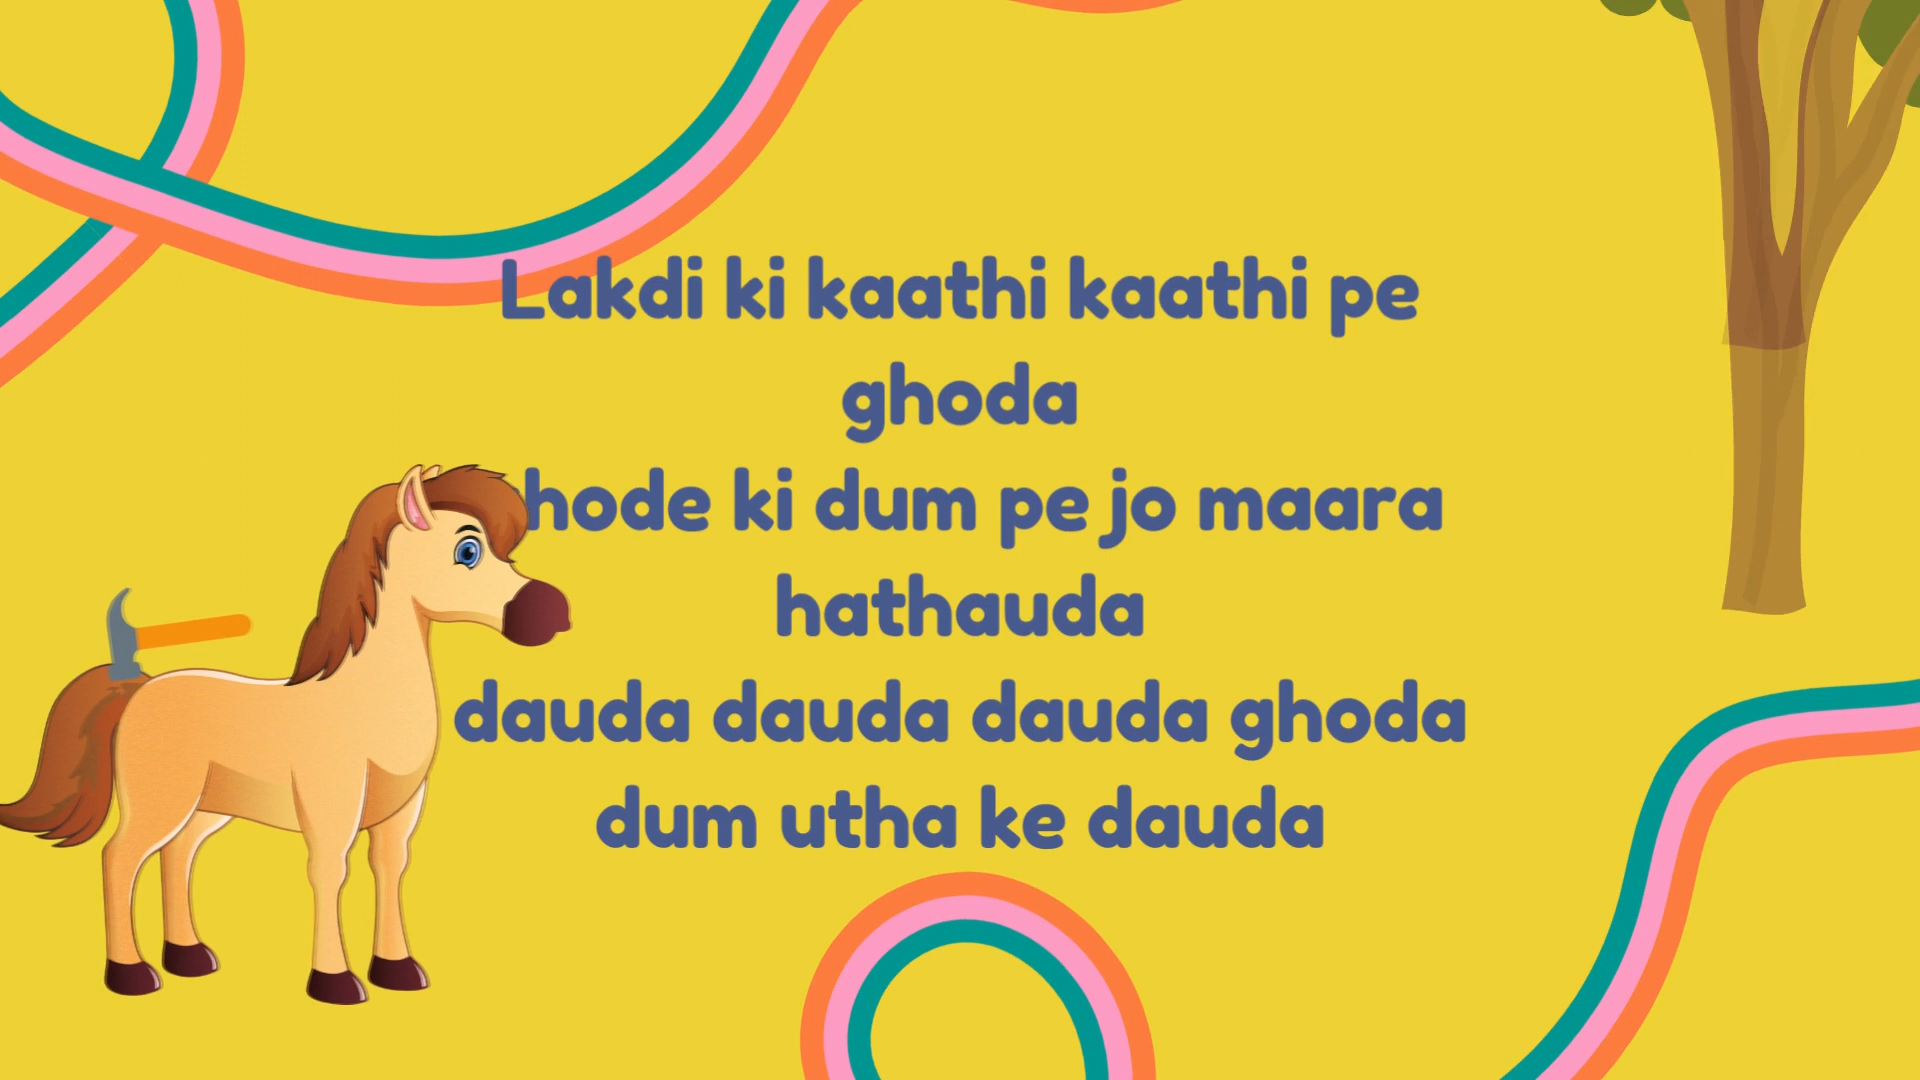 Lakdi ki kaathi kaathi pe
ghoda
hode ki dum pe jo maara
hathauda
dauda dauda dauda ghoda
dum utha ke dauda